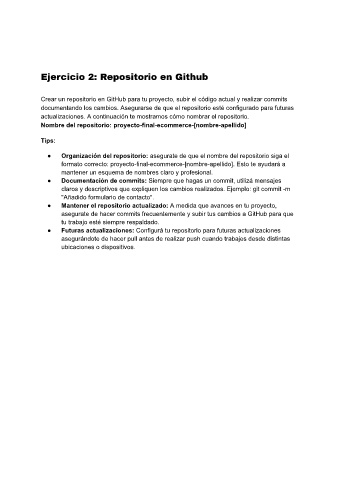 Ejercicio 2: Repositorio en Github
Crear un repositorio en GitHub para tu proyecto, subir el código actual y realizar commits
documentando los cambios. Asegurarse de que el repositorio esté configurado para futuras
actualizaciones. A continuación te mostramos cómo nombrar el repositorio.
Nombre del repositorio: proyecto-final-ecommerce-[nombre-apellido]
Tips:
● Organización del repositorio: asegurate de que el nombre del repositorio siga el
formato correcto: proyecto-final-ecommerce-[nombre-apellido]. Esto te ayudará a
mantener un esquema de nombres claro y profesional.
● Documentación de commits: Siempre que hagas un commit, utilizá mensajes
claros y descriptivos que expliquen los cambios realizados. Ejemplo: git commit -m
"Añadido formulario de contacto".
● Mantener el repositorio actualizado: A medida que avances en tu proyecto,
asegurate de hacer commits frecuentemente y subir tus cambios a GitHub para que
tu trabajo esté siempre respaldado.
● Futuras actualizaciones: Configurá tu repositorio para futuras actualizaciones
asegurándote de hacer pull antes de realizar push cuando trabajes desde distintas
ubicaciones o dispositivos.